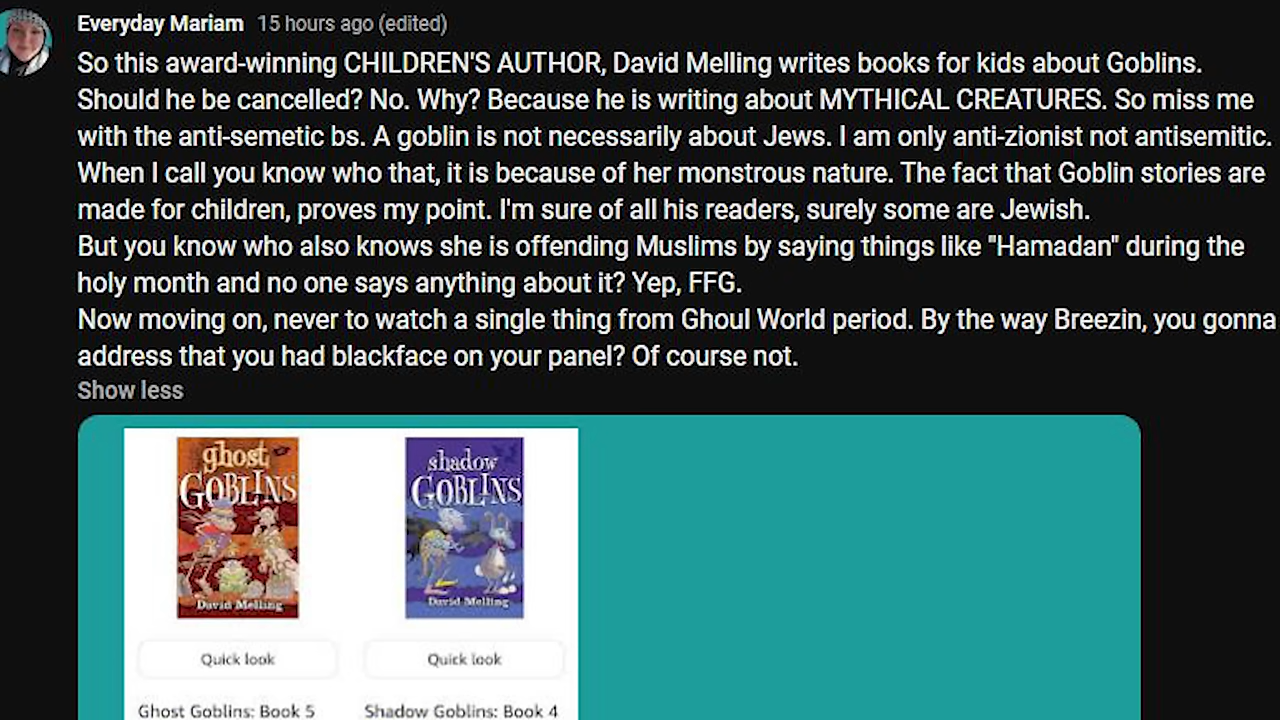 Everyday Mariam 15 hours ago (edited)
So this award-winning CHILDREN'S AUTHOR, David Melling writes books for kids about Goblins.
Should he be cancelled? No. Why? Because he is writing about MYTHICAL CREATURES. So miss me
with the anti-semetic bs. A goblin is not necessarily about Jews. I am only anti-zionist not antisemitic.
When I call you know who that, it is because of her monstrous nature. The fact that Goblin stories are
made for children, proves my point. I'm sure of all his readers, surely some are Jewish.
But you know who also knows she is offending Muslims by saying things like "Hamadan" during the
holy month and no one says anything about it? Yep, FFG.
Now moving on, never to watch a single thing from Ghoul World period. By the way Breezin, you gonna
address that you had blackface on your panel? Of course not.
Show less
ghost
GOBLINS
David Melling
shadow
GOBLINS
David Melling
Quick look
Quick look
Ghost Goblins: Book 5
Shadow Goblins: Book 4